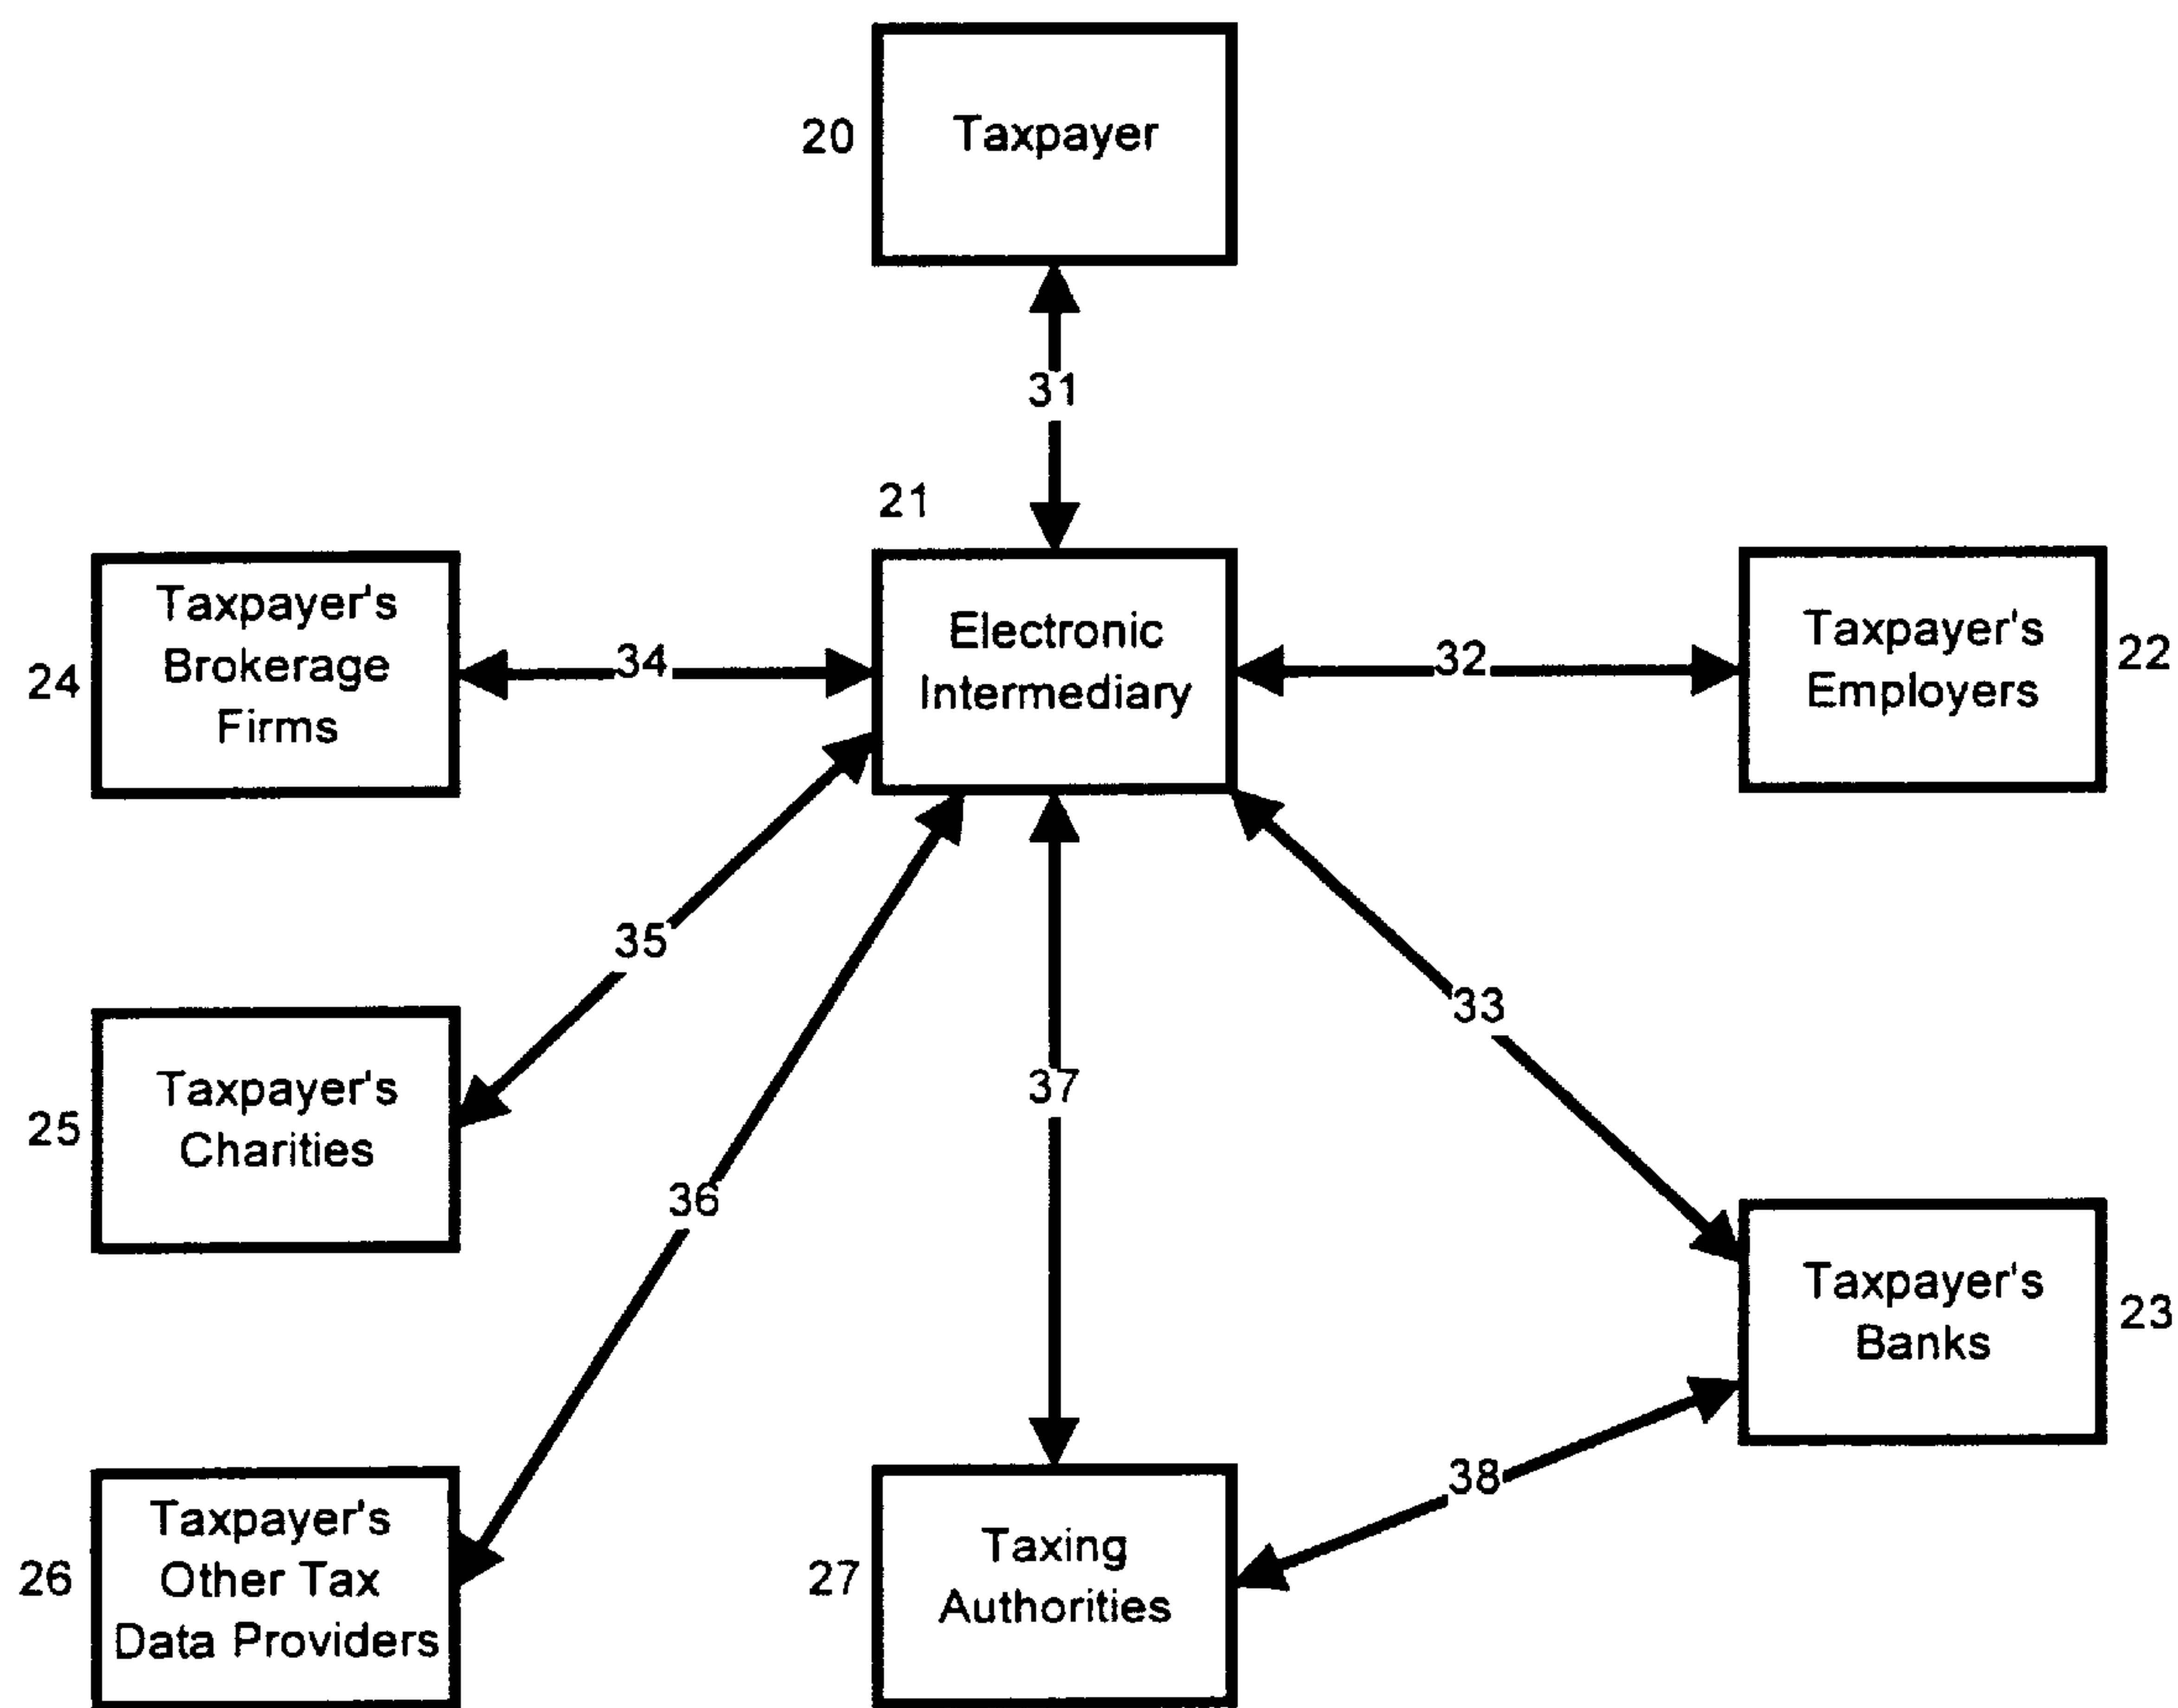 20
Taxpayer
31
21
Electronic
Intermediary
24
Taxpayer's
Brokerage
Firms
34
32
Taxpayer's
Employers
22
35
33
25
Taxpayer's
Charities
36
37
Taxpayer's
Banks
23
38
26
Taxpayer's
Other Tax
Data Providers
27
Taxing
Authorities